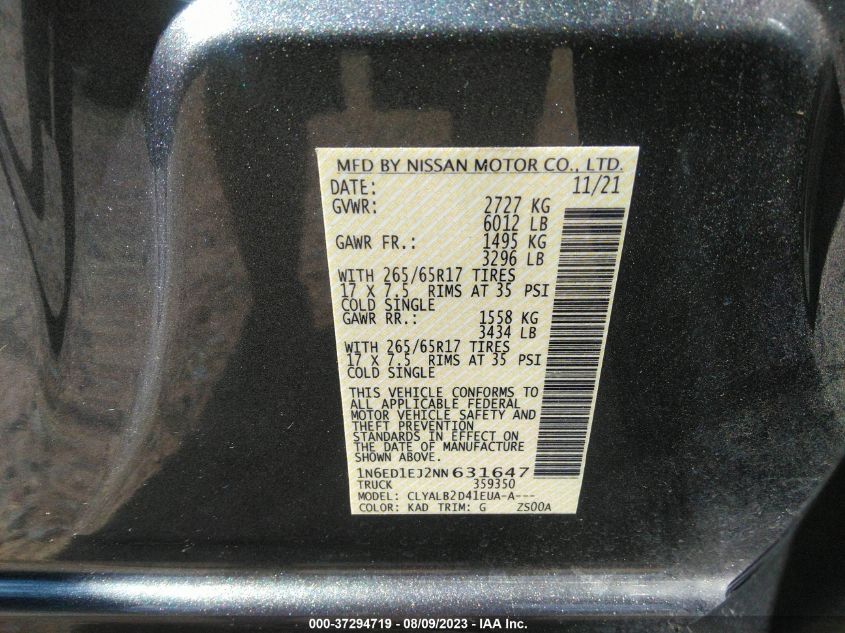 MFD BY NISSAN MOTOR CO., LTD.
DATE: 11/21
GVWR: 2727 KG
6012 LB
GAWR FR.: 1495 KG
3296 LB
WITH 265/65R17 TIRES
17 X 7.5 RIMS AT 35 PSI
COLD SINGLE
GAWR RR.: 1558 KG
3434 LB
WITH 265/65R17 TIRES
17 X 7.5 RIMS AT 35 PSI
COLD SINGLE
THIS VEHICLE CONFORMS TO
ALL APPLICABLE FEDERAL
MOTOR VEHICLE SAFETY AND
THEFT PREVENTION
STANDARDS IN EFFECT ON
THE DATE OF MANUFACTURE
SHOWN ABOVE.
1N6ED1EJ2NN631647
TRUCK 359350
MODEL: CLYALB2D41EUA-A---
COLOR: KAD TRIM: G ZS00A
000-37294719 - 08/09/2023 - IAA Inc.